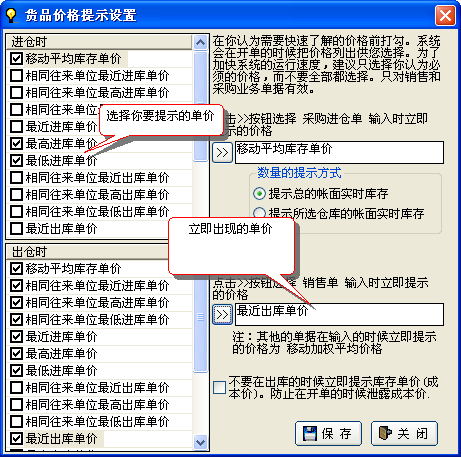 货品价格提示设置
进仓时
移动平均库存单价
相同往来单位最近进库单价
相同往来单位最高进库单价
相同往来单位最
最近进库单价
最高进库单价
最低进库单价
相同往来单位最近出库单价
相同往来单位最高出库单价
相同往来单位最低出库单价
最近出库单价
选择你要提示的单价
出仓时
移动平均库存单价
相同往来单位最近进库单价
相同往来单位最高进库单价
相同往来单位最低进库单价
最近进库单价
最高进库单价
最低进库单价
相同往来单位最近出库单价
相同往来单位最高出库单价
相同往来单位最低出库单价
最近出库单价
在你认为需要快速了解的价格前打勾。系统
会在开单的时候把价格列出供您选择。为了
加快系统的运行速度，建议只选择你认为必
须的价格，而不要全部都选择。只对销售和
采购业务单据有效。
击>>按钮选择 采购进仓单 输入时立即
示的价格
>>
移动平均库存单价
数量的提示方式
提示总的帐面实时库存
提示所选仓库的帐面实时库存
立即出现的单价
点击>>按钮选择 销售单 输入时立即提示
的价格
>>
最近出库单价
注：其他的单据在输入的时候立即提示
的价格为 移动加权平均价格
不要在出库的时候立即提示库存单价(成
本价)。防止在开单的时候泄露成本价.
保 存
关 闭